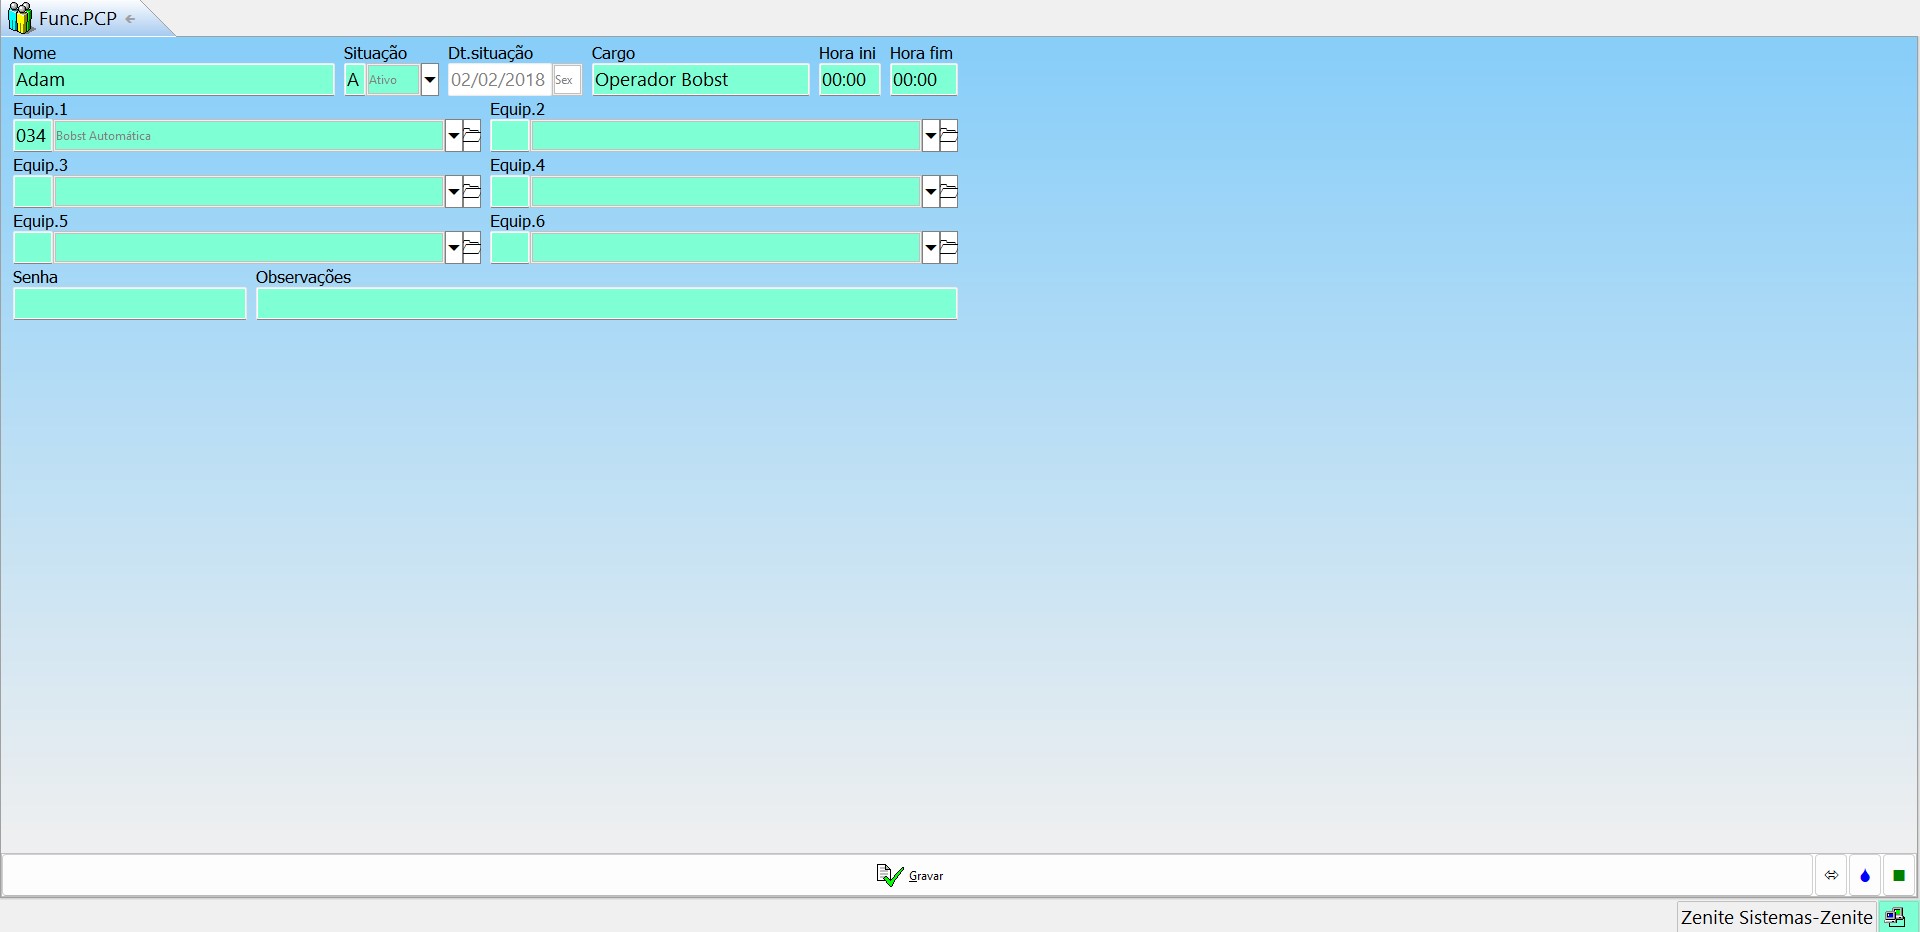 Func.PCP
Nome Situação Dt.situação Cargo Hora ini Hora fim
Adam A Ativo 02/02/2018 Sex Operador Bobst 00:00 00:00
Equip.1 Equip.2
034 Bobst Automática
Equip.3 Equip.4
Equip.5 Equip.6
Senha Observações
Gravar
Zenite Sistemas-Zenite